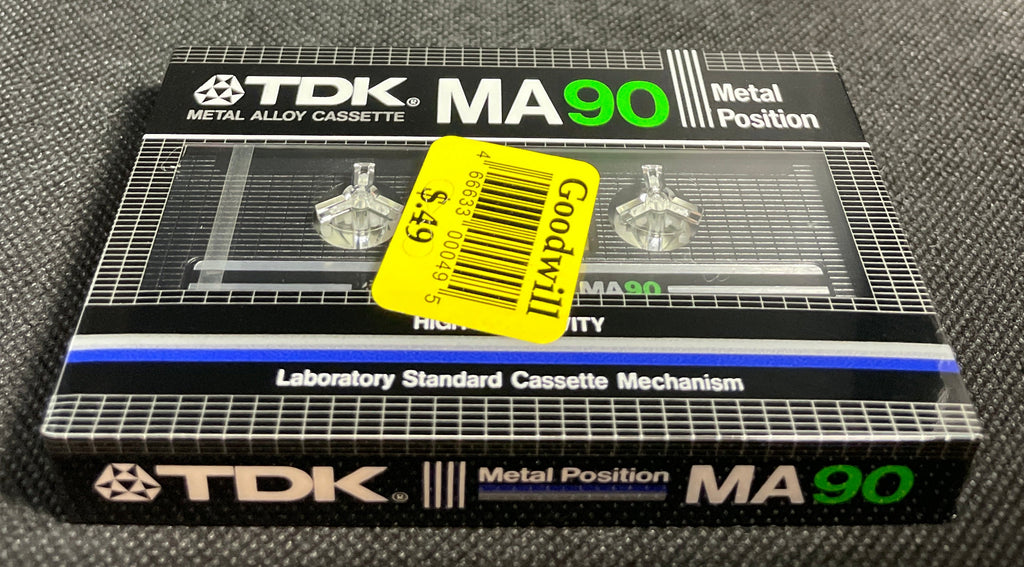 TDK® MA90 Metal
METAL ALLOY CASSETTE Position
Goodwill
4 66633 00049 5
$.49
MA90
HIGH
Laboratory Standard Cassette Mechanism
TDK Metal Position MA90